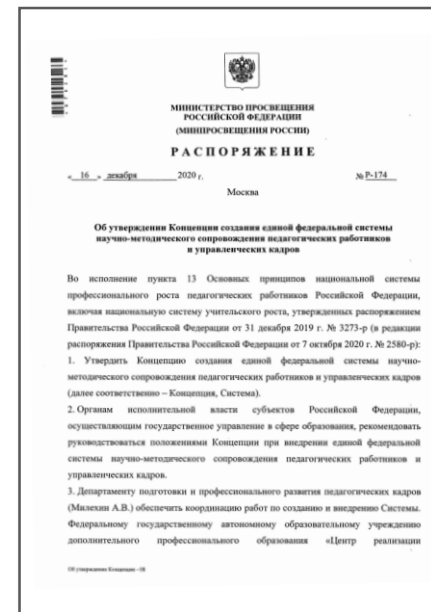 МИНИСТЕРСТВО ПРОСВЕЩЕНИЯ
РОССИЙСКОЙ ФЕДЕРАЦИИ
(МИНПРОСВЕЩЕНИЯ РОССИИ)
РАСПОРЯЖЕНИЕ
« 16 » декабря 2020 г. № Р-174
Москва
Об утверждении Концепции создания единой федеральной системы
научно-методического сопровождения педагогических работников
и управленческих кадров
Во исполнение пункта 13 Основных принципов национальной системы
профессионального роста педагогических работников Российской Федерации,
включая национальную систему учительского роста, утвержденных распоряжением
Правительства Российской Федерации от 31 декабря 2019 г. № 3273-р (в редакции
распоряжения Правительства Российской Федерации от 7 октября 2020 г. № 2580-р):
1. Утвердить Концепцию создания единой федеральной системы научно-
методического сопровождения педагогических работников и управленческих кадров
(далее соответственно – Концепция, Система).
2. Органам исполнительной власти субъектов Российской Федерации,
осуществляющим государственное управление в сфере образования, рекомендовать
руководствоваться положениями Концепции при внедрении единой федеральной
системы научно-методического сопровождения педагогических работников и
управленческих кадров.
3. Департаменту подготовки и профессионального развития педагогических кадров
(Милехин А.В.) обеспечить координацию работ по созданию и внедрению Системы.
Федеральному государственному автономному образовательному учреждению
дополнительного профессионального образования «Центр реализации
Об утверждении Концепции - 08